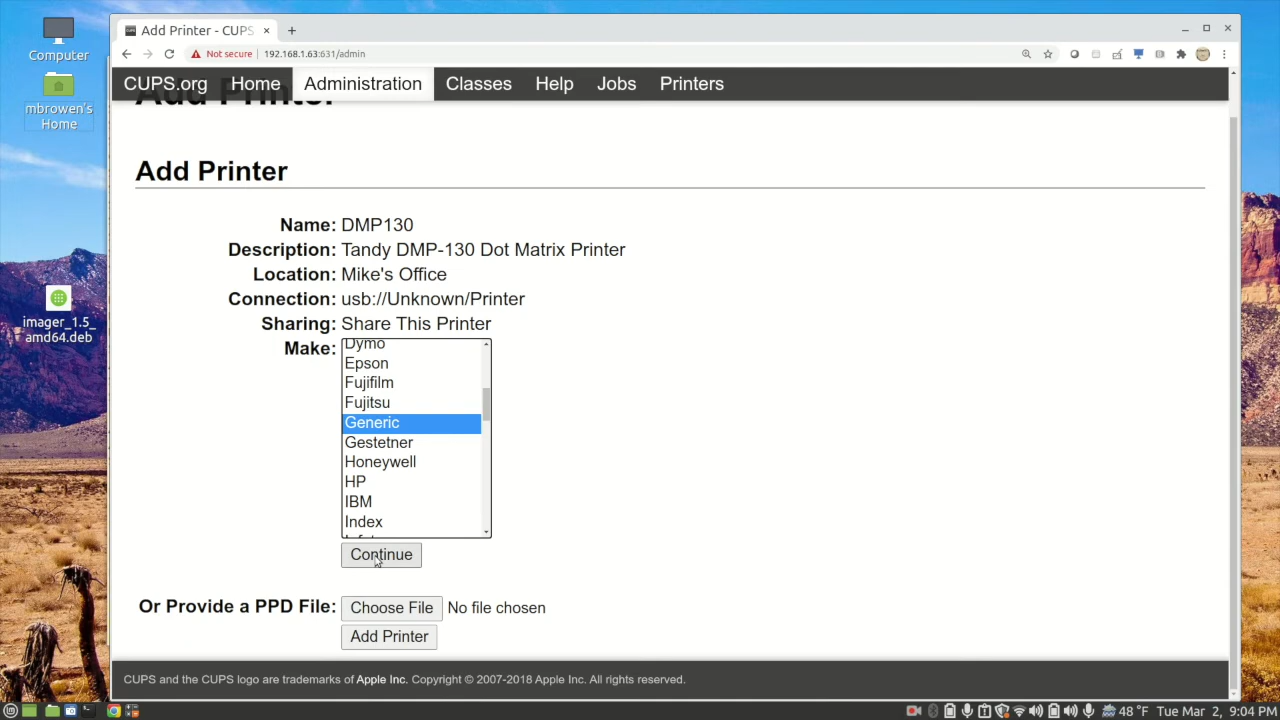 Computer
mbrowen's
Home
imager_1.5_
amd64.deb
Add Printer - CUPS
Not secure 192.168.1.63:631/admin
CUPS.org Home Administration Classes Help Jobs Printers
Add Printer
Add Printer
Name: DMP130
Description: Tandy DMP-130 Dot Matrix Printer
Location: Mike's Office
Connection: usb://Unknown/Printer
Sharing: Share This Printer
Make:
Dymo
Epson
Fujifilm
Fujitsu
Generic
Gestetner
Honeywell
HP
IBM
Index
Continue
Or Provide a PPD File: Choose File No file chosen
Add Printer
CUPS and the CUPS logo are trademarks of Apple Inc. Copyright © 2007-2018 Apple Inc. All rights reserved.
48 °F Tue Mar 2, 9:04 PM